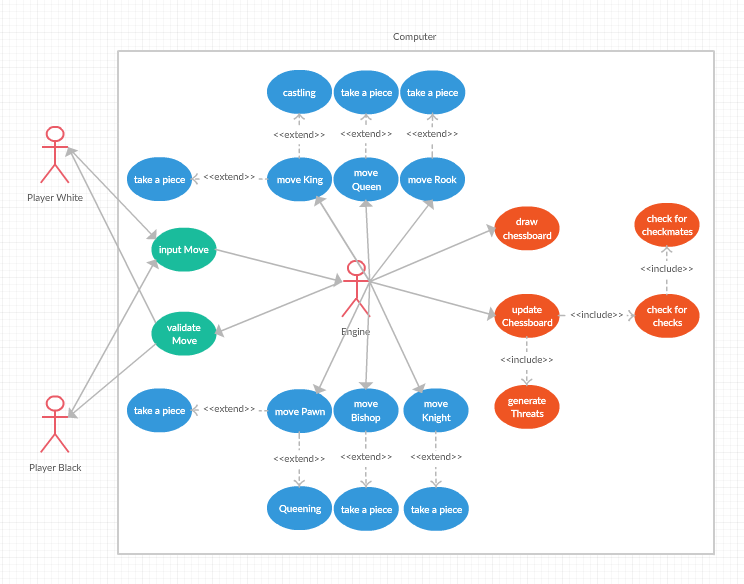 Computer
castling
take a piece
take a piece
<<extend>>
<<extend>>
<<extend>>
Player White
take a piece
<<extend>>
move King
move
Queen
move Rook
input Move
draw
chessboard
check for
checkmates
<<include>>
Engine
validate
Move
update
Chessboard
<<include>>
check for
checks
<<include>>
generate
Threats
take a piece
<<extend>>
move Pawn
move
Bishop
move
Knight
Player Black
<<extend>>
<<extend>>
<<extend>>
Queening
take a piece
take a piece